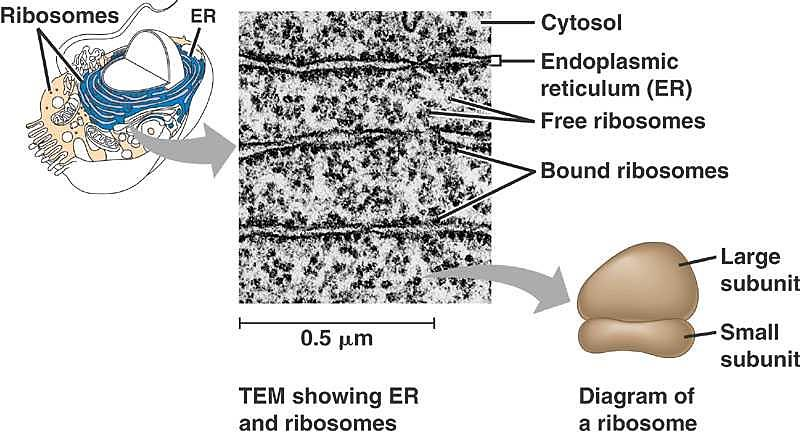 Ribosomes
ER
Cytosol
Endoplasmic
reticulum (ER)
Free ribosomes
Bound ribosomes
Large
subunit
Small
subunit
0.5 μm
TEM showing ER
and ribosomes
Diagram of
a ribosome